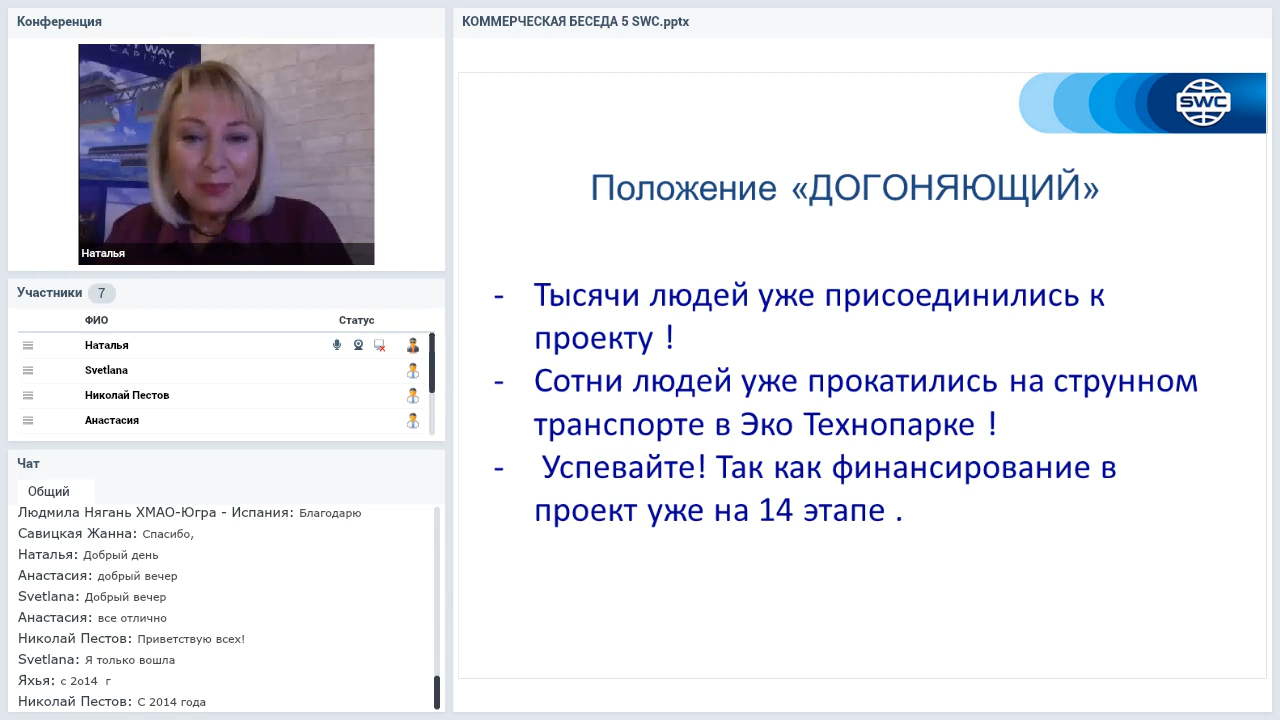 Конференция
Y WAY
CAPITAL
Наталья
Участники 7
ФИО Статус
Наталья
Svetlana
Николай Пестов
Анастасия
Чат
Общий
Людмила Нягань ХМАО-Югра - Испания: Благодарю
Савицкая Жанна: Спасибо,
Наталья: Добрый день
Анастасия: добрый вечер
Svetlana: Добрый вечер
Анастасия: все отлично
Николай Пестов: Приветствую всех!
Svetlana: Я только вошла
Яхья: с 2о14 г
Николай Пестов: С 2014 года
КОММЕРЧЕСКАЯ БЕСЕДА 5 SWC.pptx
SWC
Положение «ДОГОНЯЮЩИЙ»
- Тысячи людей уже присоединились к
проекту !
- Сотни людей уже прокатились на струнном
транспорте в Эко Технопарке !
- Успевайте! Так как финансирование в
проект уже на 14 этапе .